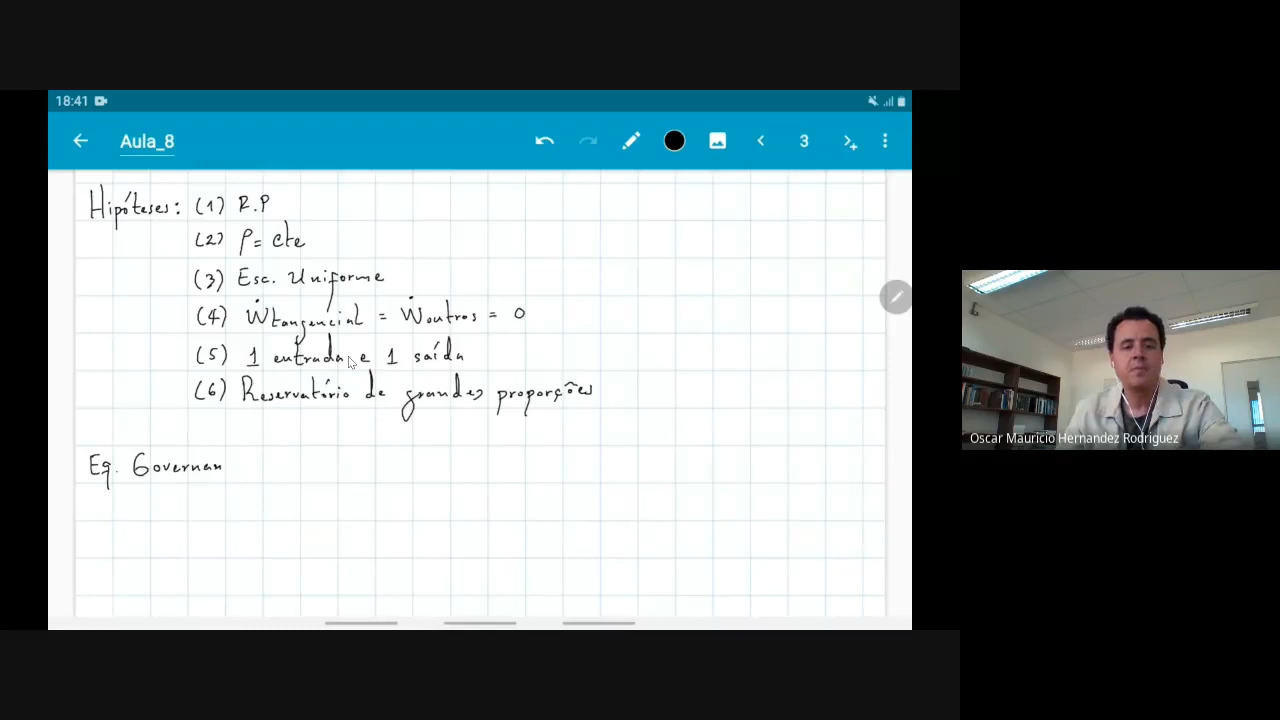 18:41
Aula_8
3
Hipóteses: (1) R.P
(2) ρ= cte
(3) Esc. Uniforme
(4) Ẇtangencial = Ẇoutros = 0
(5) 1 entrada e 1 saída
(6) Reservatório de grandes proporções
Eq. Governan
Oscar Mauricio Hernandez Rodriguez